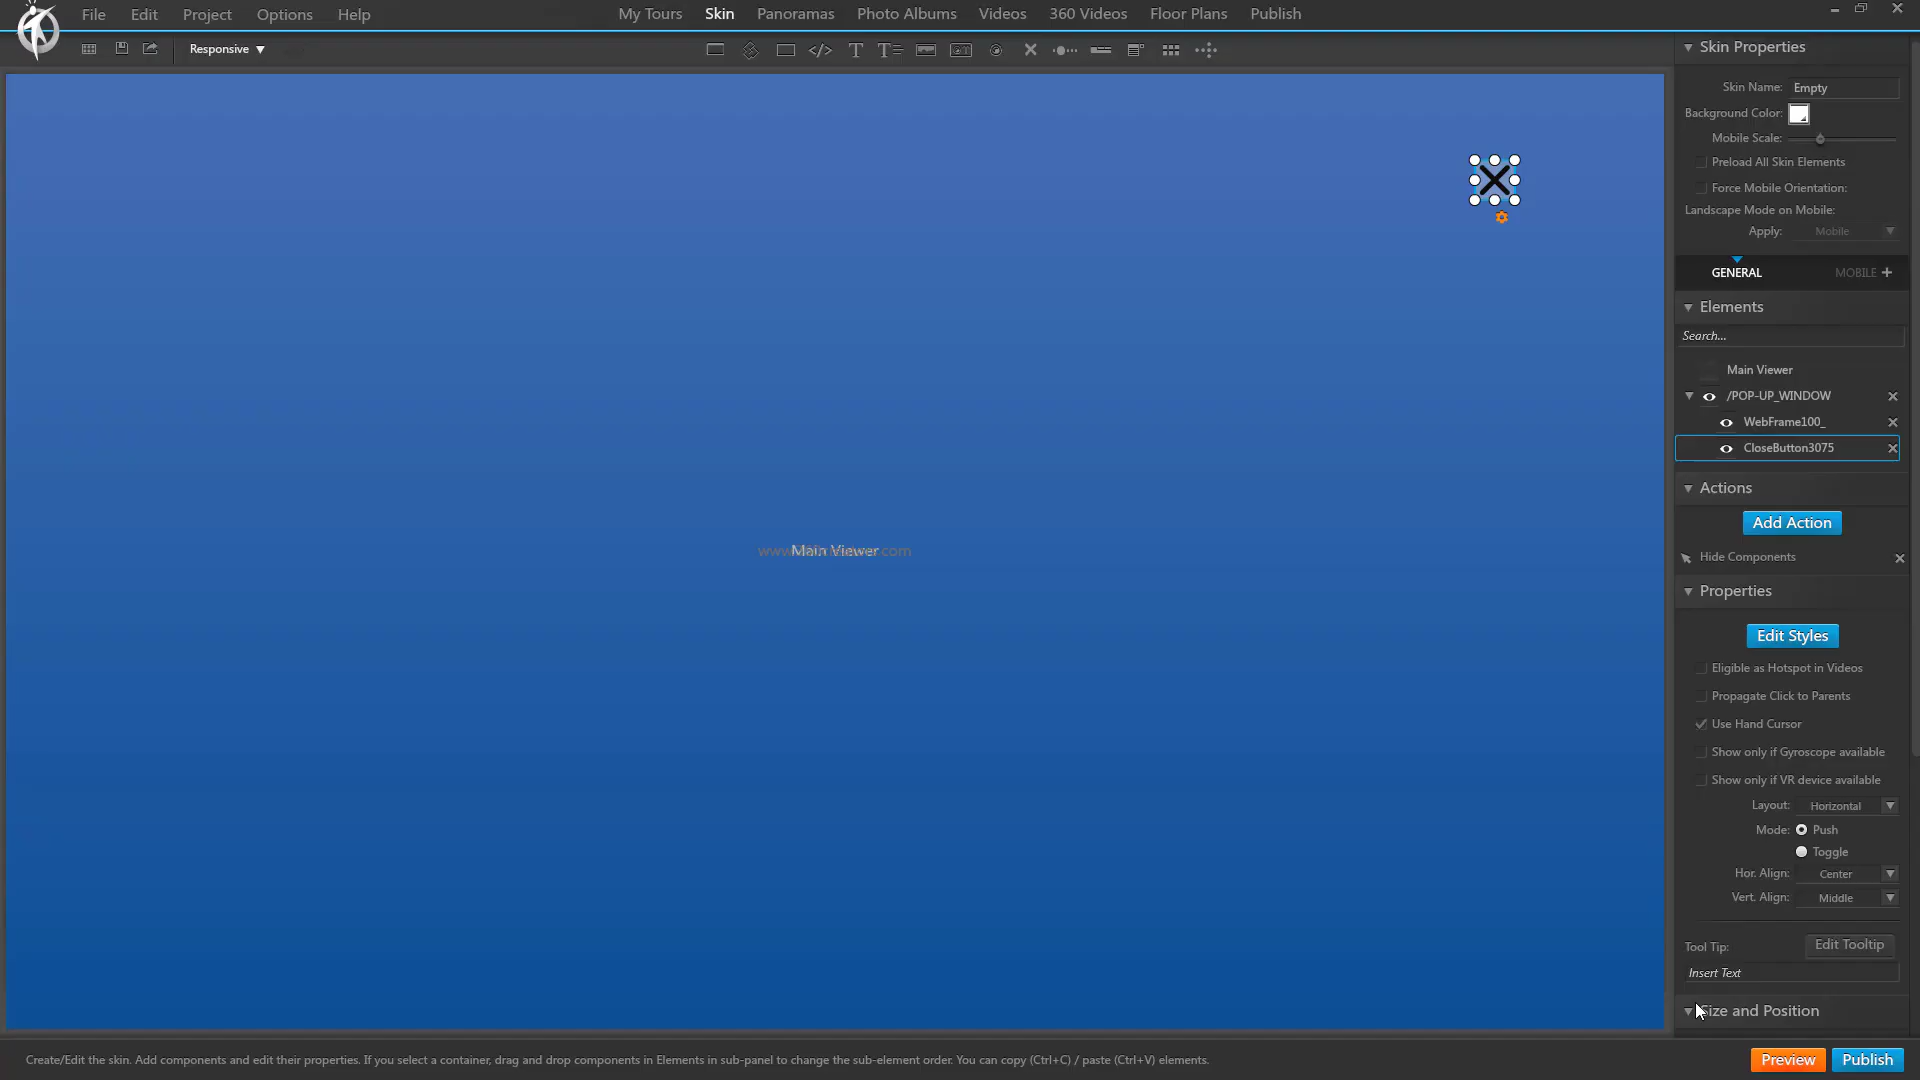 File Edit Project Options Help
My Tours Skin Panoramas Photo Albums Videos 360 Videos Floor Plans Publish
Responsive
Skin Properties
Skin Name: Empty
Background Color:
Mobile Scale:
Preload All Skin Elements
Force Mobile Orientation:
Landscape Mode on Mobile:
Apply: Mobile
GENERAL MOBILE
Elements
Search...
Main Viewer
/POP-UP_WINDOW
WebFrame100_
CloseButton3075
Actions
Add Action
Hide Components
Properties
Edit Styles
Eligible as Hotspot in Videos
Propagate Click to Parents
Use Hand Cursor
Show only if Gyroscope available
Show only if VR device available
Layout: Horizontal
Mode: Push
Toggle
Hor. Align: Center
Vert. Align: Middle
Tool Tip: Edit Tooltip
Insert Text
Size and Position
Main Viewer
Create/Edit the skin. Add components and edit their properties. If you select a container, drag and drop components in Elements in sub-panel to change the sub-element order. You can copy (Ctrl+C) / paste (Ctrl+V) elements.
Preview Publish